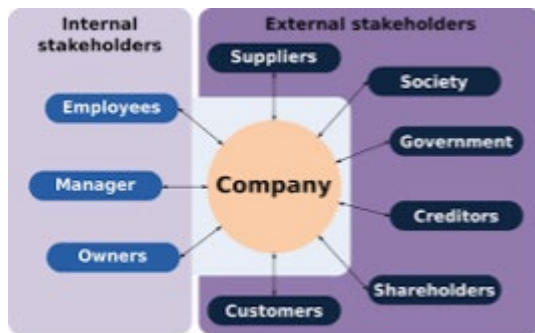 Internal
stakeholders
External stakeholders
Employees
Manager
Owners
Company
Suppliers
Society
Government
Creditors
Shareholders
Customers